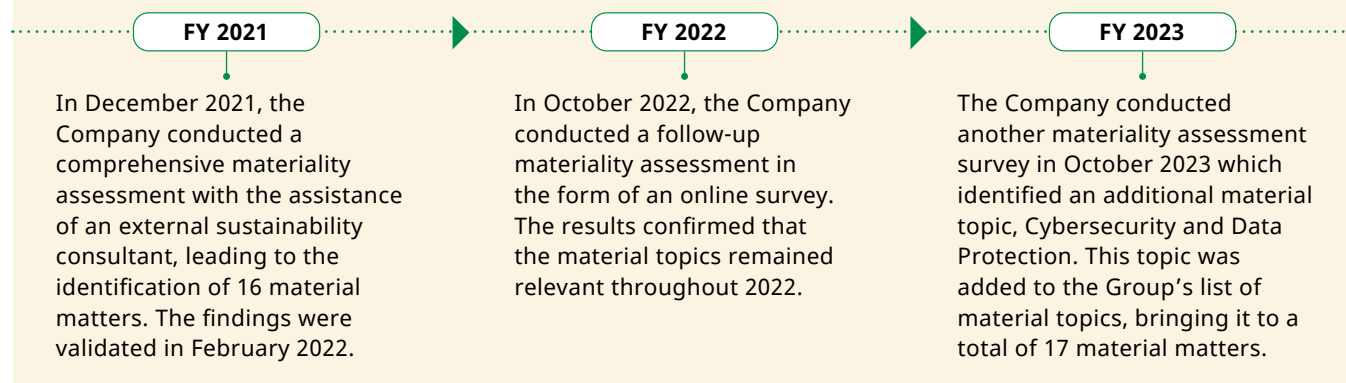 FY 2021
In December 2021, the
Company conducted a
comprehensive materiality
assessment with the assistance
of an external sustainability
consultant, leading to the
identification of 16 material
matters. The findings were
validated in February 2022.
FY 2022
In October 2022, the Company
conducted a follow-up
materiality assessment in
the form of an online survey.
The results confirmed that
the material topics remained
relevant throughout 2022.
FY 2023
The Company conducted
another materiality assessment
survey in October 2023 which
identified an additional material
topic, Cybersecurity and Data
Protection. This topic was
added to the Group’s list of
material topics, bringing it to a
total of 17 material matters.